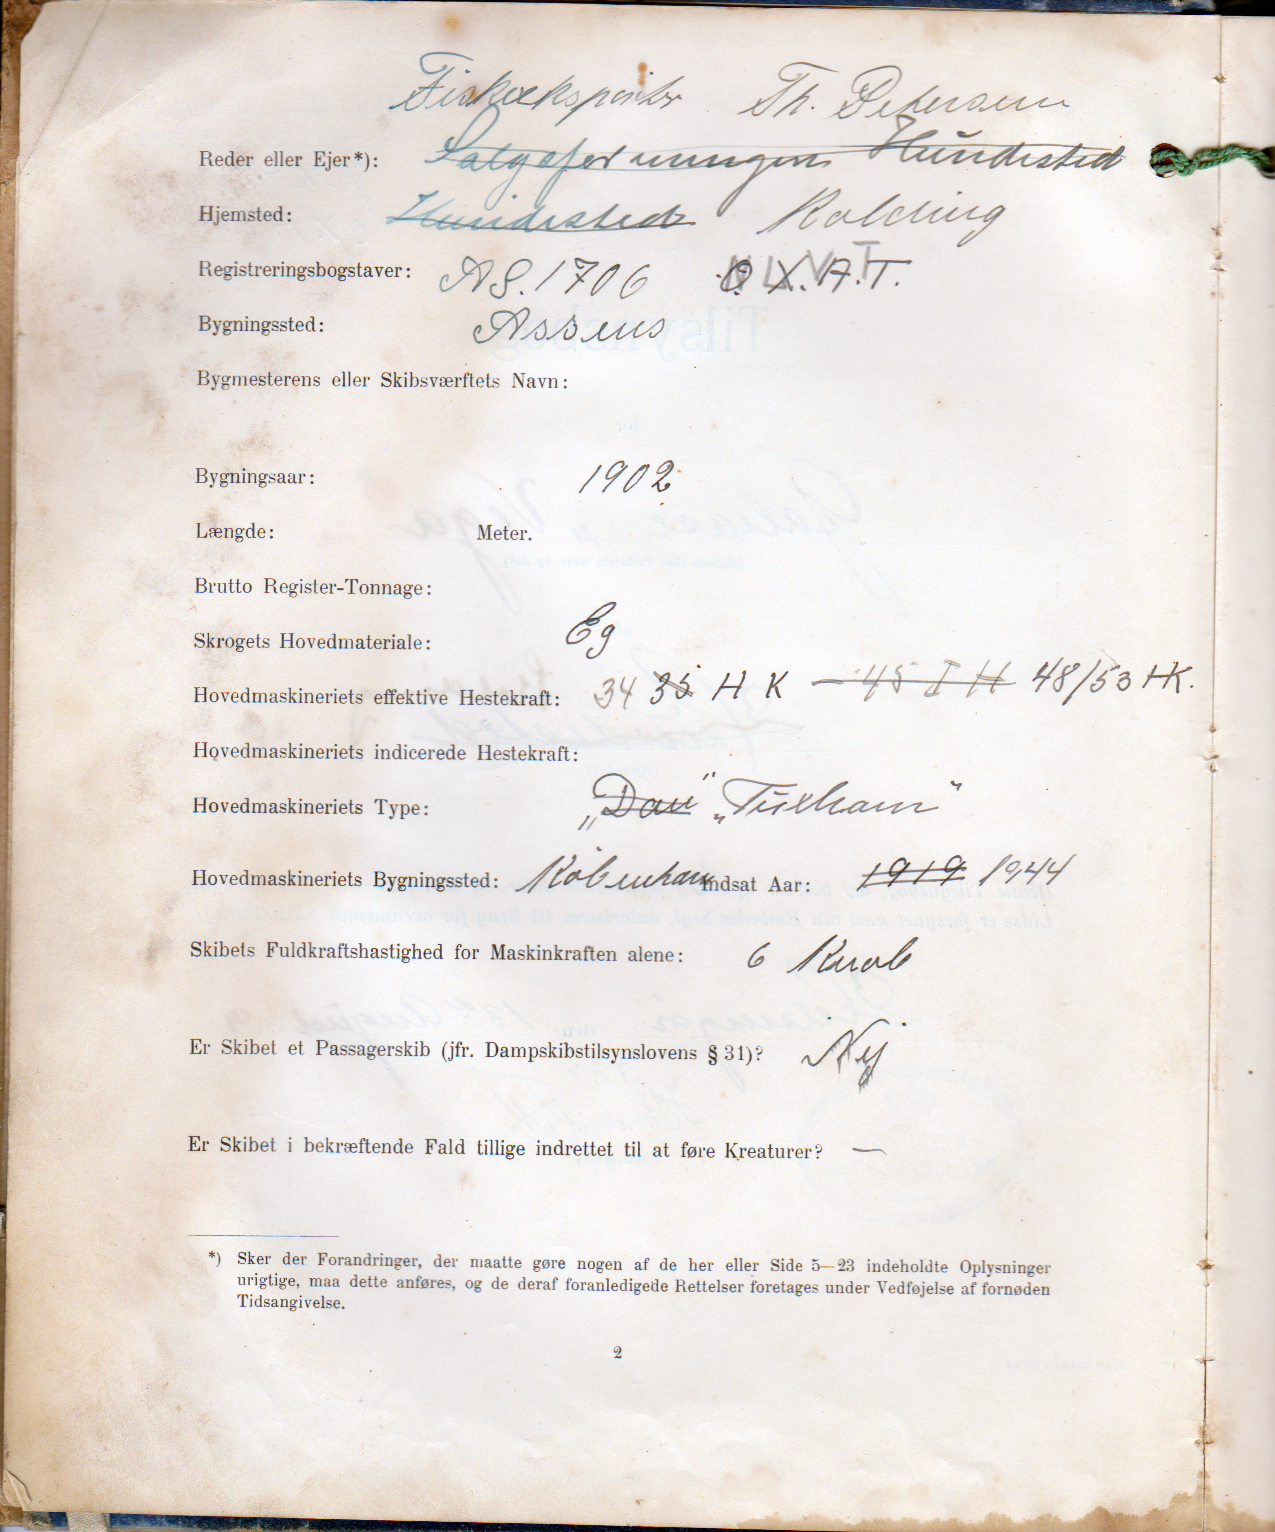 Fiskeeksportør Th. Petersen
Reder eller Ejer*): Salgsforeningen Hundested
Hjemsted: Hundested Kolding
Registreringsbogstaver: AS. 1706 O.X.A.T.
Bygningssted: Assens
Bygmesterens eller Skibsværftets Navn:
Bygningsaar: 1902
Længde: Meter.
Brutto Register-Tonnage:
Skrogets Hovedmateriale: Eg
Hovedmaskineriets effektive Hestekraft: 34 35 H K — 45 I H 48/53 HK.
Hovedmaskineriets indicerede Hestekraft:
Hovedmaskineriets Type: „Dan" „Tuxham"
Hovedmaskineriets Bygningssted: København Indsat Aar: 1919 1944
Skibets Fuldkraftshastighed for Maskinkraften alene: 6 Knob
Er Skibet et Passagerskib (jfr. Dampskibstilsynslovens § 31)? Nej
Er Skibet i bekræftende Fald tillige indrettet til at føre Kreaturer? —
*) Sker der Forandringer, der maatte gøre nogen af de her eller Side 5—23 indeholdte Oplysninger
urigtige, maa dette anføres, og de deraf foranledigede Rettelser foretages under Vedføjelse af fornøden
Tidsangivelse.
2